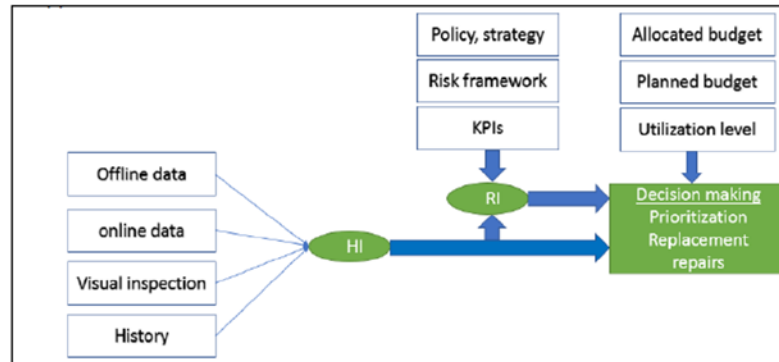 Policy, strategy
Risk framework
KPIs
Allocated budget
Planned budget
Utilization level
Offline data
online data
Visual inspection
History
HI
RI
Decision making
Prioritization
Replacement
repairs